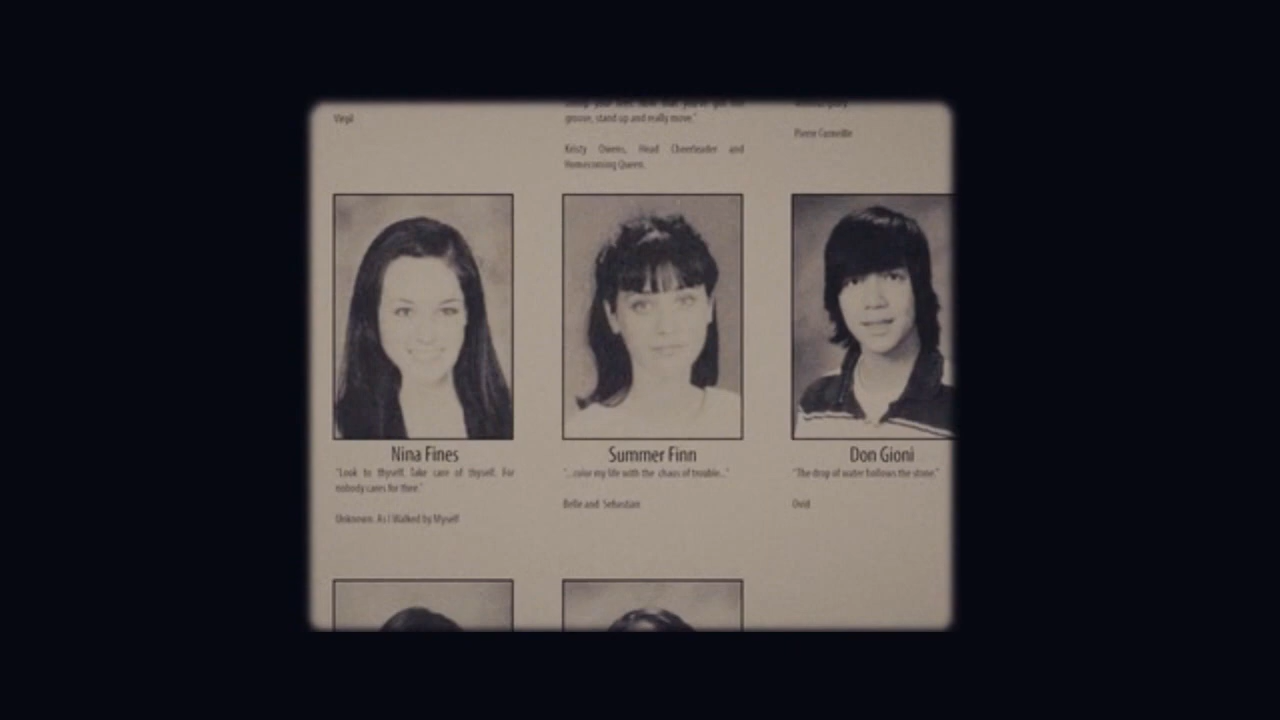 Virgil
groove, stand up and really move."
Pierre Corneille
Kristy Owens, Head Cheerleader and
Homecoming Queen.
Nina Fines
"Look to thyself. Take care of thyself. For
nobody cares for thee."
Unknown. As I Walked by Myself
Summer Finn
"...color my life with the chaos of trouble..."
Belle and Sebastian
Don Gioni
"The drop of water hollows the stone."
Ovid